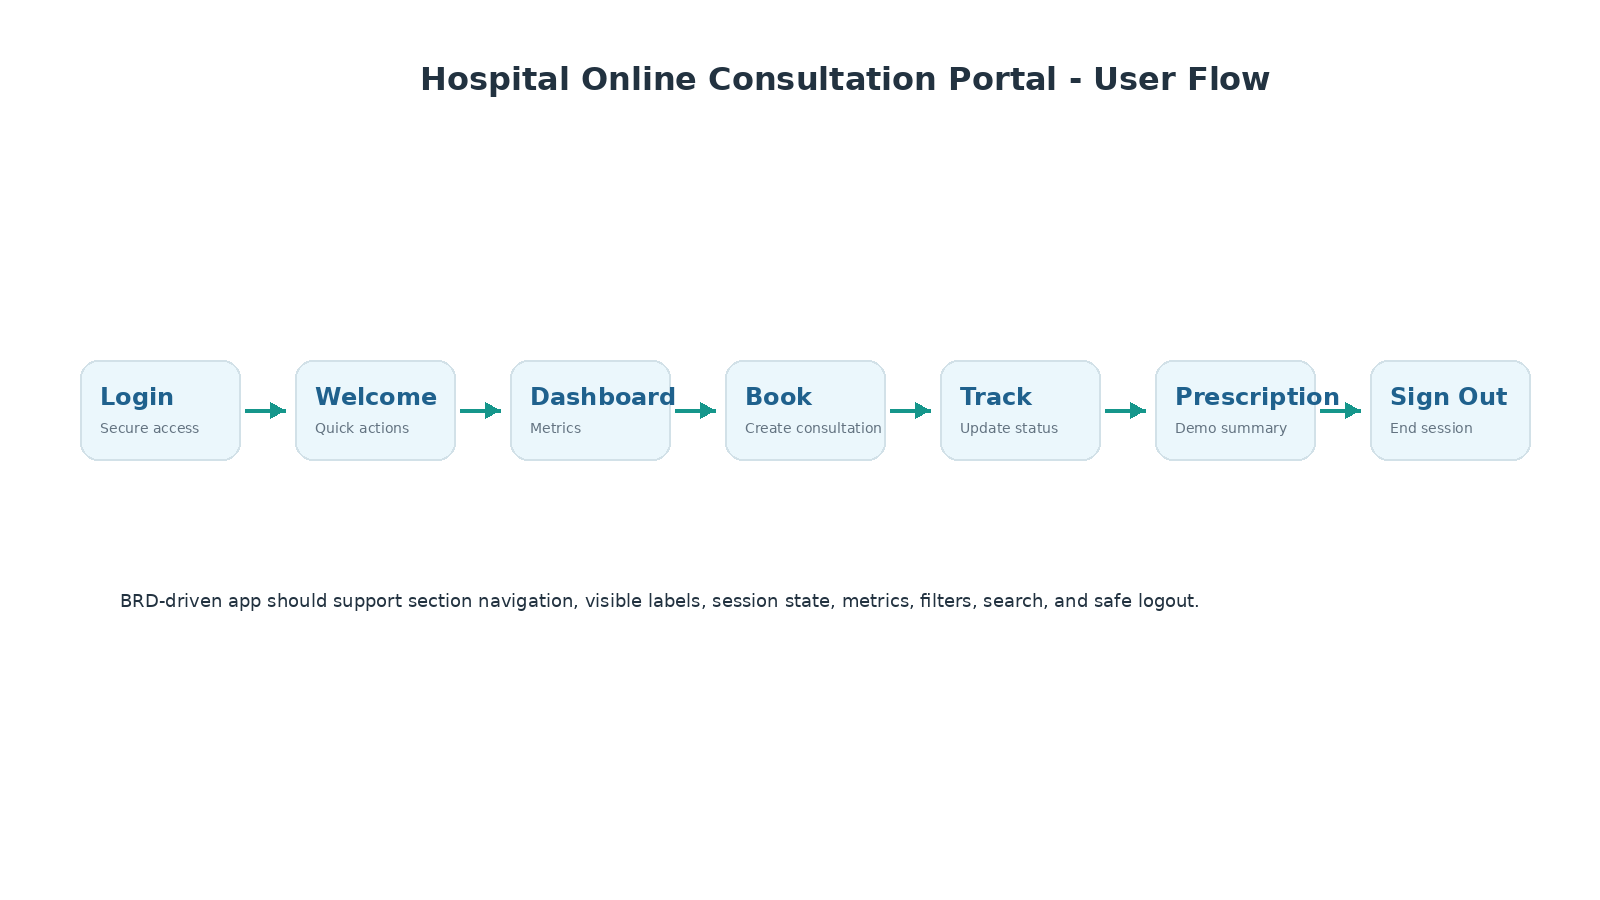 Hospital Online Consultation Portal - User Flow
Login
Secure access
Welcome
Quick actions
Dashboard
Metrics
Book
Create consultation
Track
Update status
Prescription
Demo summary
Sign Out
End session
BRD-driven app should support section navigation, visible labels, session state, metrics, filters, search, and safe logout.